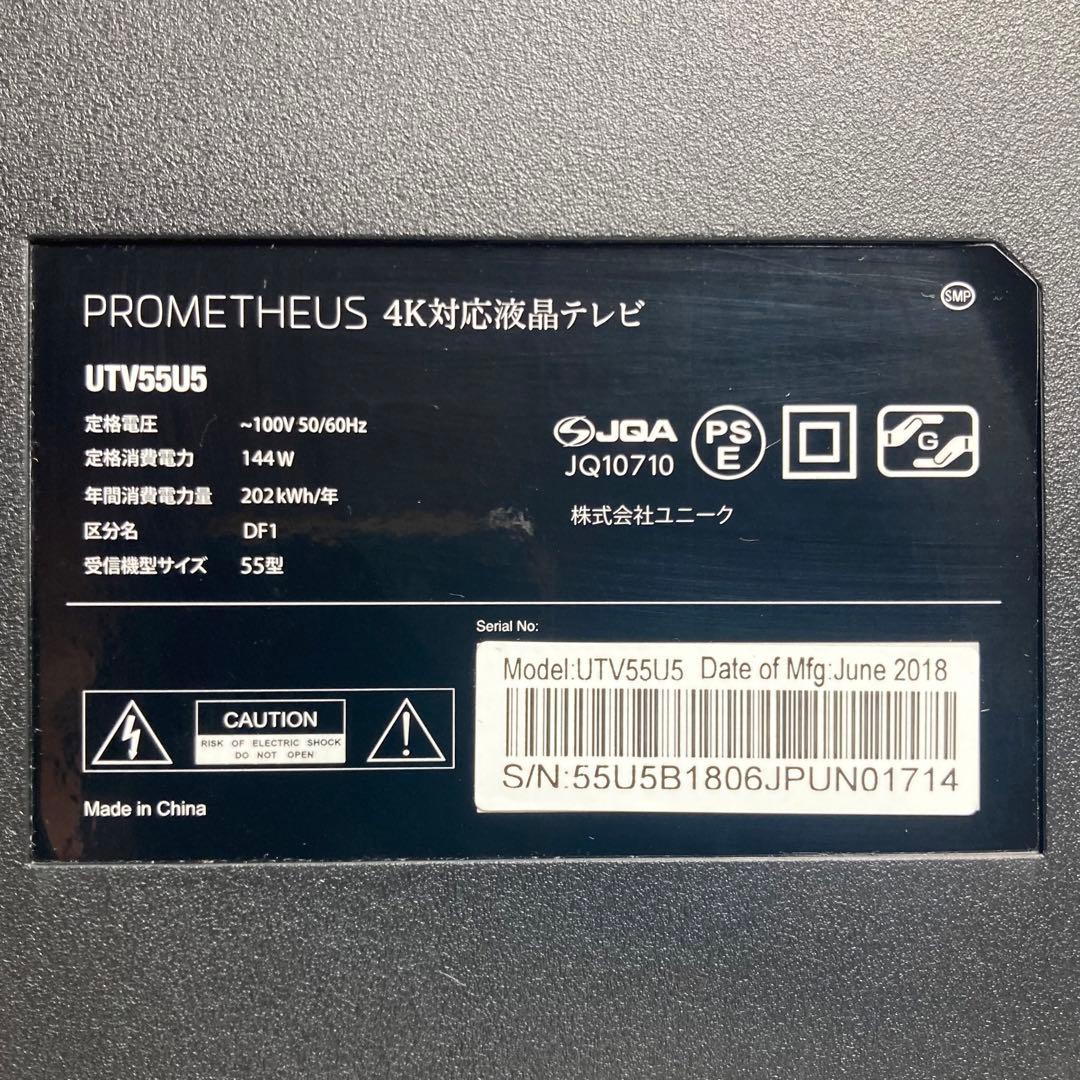 PROMETHEUS 4K対応液晶テレビ
SMP
UTV55U5
定格電圧 ~100V 50/60Hz
定格消費電力 144W
年間消費電力量 202kWh/年
区分名 DF1
受信機型サイズ 55型
JQA
JQ10710
PS
E
G
株式会社ユニーク
Serial No:
Model:UTV55U5 Date of Mfg:June 2018
S/N:55U5B1806JPUN01714
CAUTION
RISK OF ELECTRIC SHOCK
DO NOT OPEN
Made in China